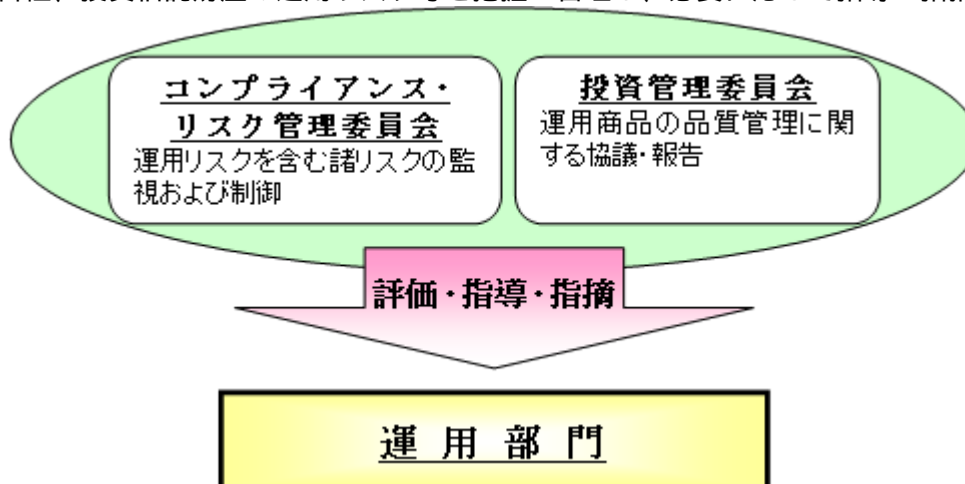 コンプライアンス・
リスク管理委員会
運用リスクを含む諸リスクの監
視および制御
投資管理委員会
運用商品の品質管理に関
する協議・報告
評価・指導・指摘
運用部門